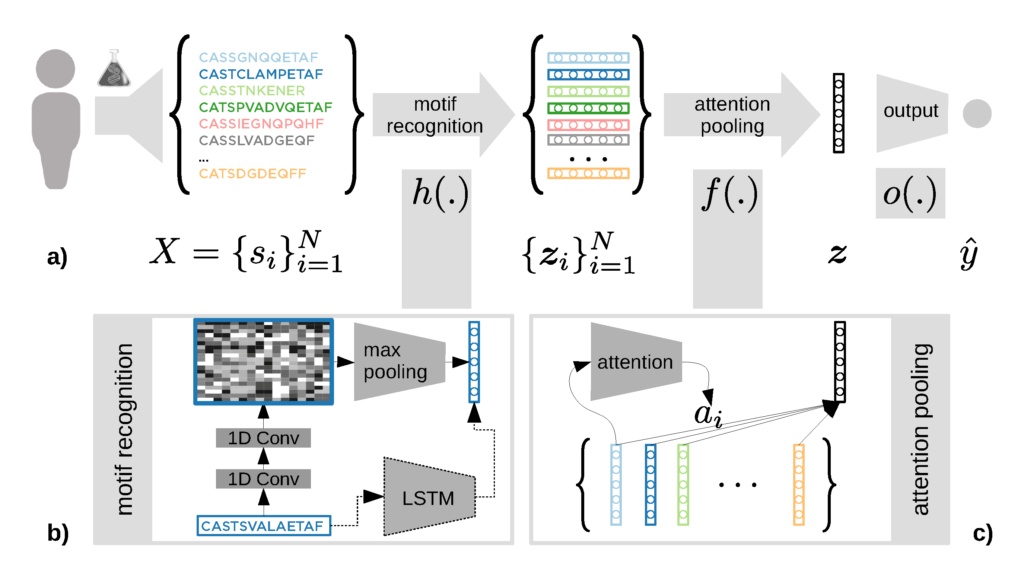 CASSGNQQETAF
CASTCLAMPETAF
CASSTNKENER
CATSPVADVQETAF
CASSIEGNQPQHF
CASSLVADGEQF
...
CATSDGDEQFF
motif
recognition
...
attention
pooling
output
h(.)
f(.)
o(.)
a)
X = {s_i}_{i=1}^N
{z_i}_{i=1}^N
z
ŷ
motif recognition
max
pooling
1D Conv
1D Conv
LSTM
CASTSVALAETAF
b)
attention
a_i
...
attention pooling
c)